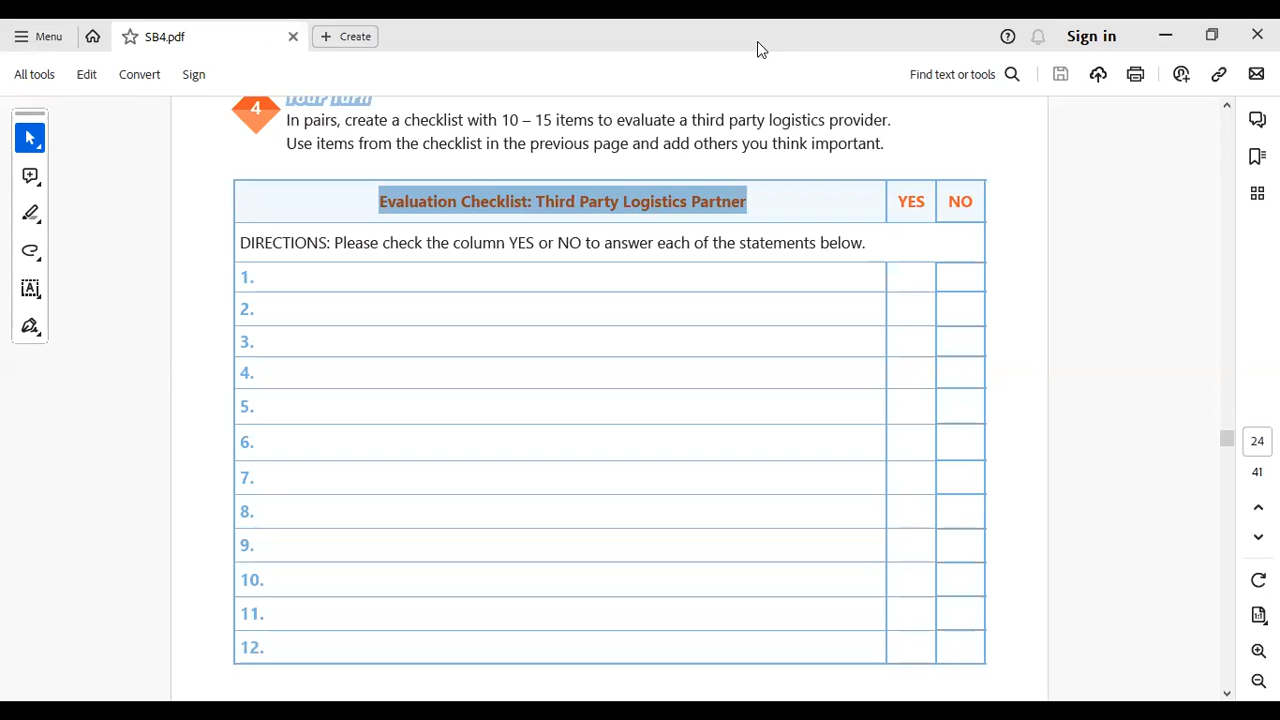 Menu
SB4.pdf
Create
Sign in
All tools
Edit
Convert
Sign
Find text or tools
4
Your Turn
In pairs, create a checklist with 10 – 15 items to evaluate a third party logistics provider.
Use items from the checklist in the previous page and add others you think important.
Evaluation Checklist: Third Party Logistics Partner YES NO
DIRECTIONS: Please check the column YES or NO to answer each of the statements below.
1.
2.
3.
4.
5.
6.
7.
8.
9.
10.
11.
12.
24
41
1:1